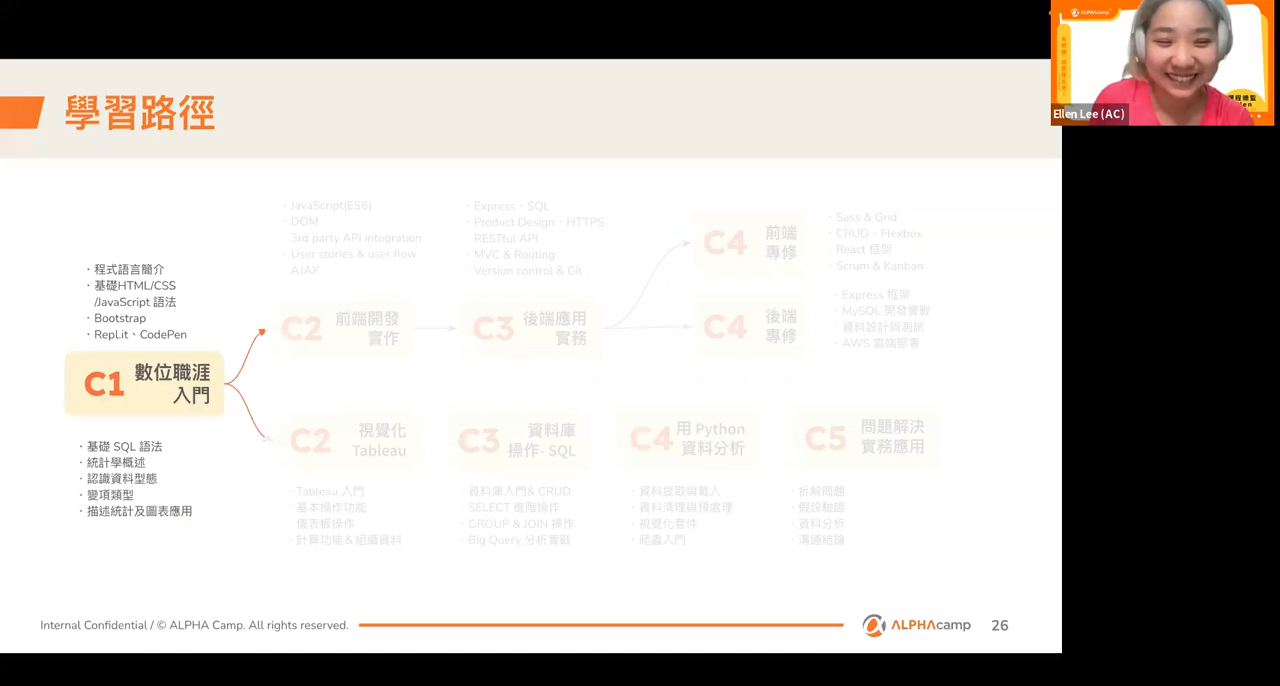 學習路徑
・JavaScript(ES6)
・DOM
3rd party API integration
・User stories & user flow
AJAX
・Express、SQL
・Product Design、HTTPS
・RESTful API
・MVC & Routing
・Version control & Git
C4 前端
專修
・Sass & Grid
・CRUD、Flexbox
・React 框架
・Scrum & Kanban
・程式語言簡介
・基礎HTML/CSS
/JavaScript 語法
・Bootstrap
・Repl.it、CodePen
C2 前端開發
實作
C3 後端應用
實務
C4 後端
專修
・Express 框架
・MySQL 開發實戰
・資料設計與測試
・AWS 雲端部署
C1 數位職涯
入門
・基礎 SQL 語法
・統計學概述
・認識資料型態
・變項類型
・描述統計及圖表應用
C2 視覺化
Tableau
C3 資料庫
操作- SQL
C4 用 Python
資料分析
C5 問題解決
實務應用
・Tableau 入門
・基本操作功能
儀表板操作
・計算功能 & 組織資料
・資料庫入門& CRUD
・SELECT 進階操作
・GROUP & JOIN 操作
・Big Query 分析實戰
・資料提取與載入
・資料清理與預處理
・視覺化套件
・爬蟲入門
・拆解問題
・假設驗證
・資料分析
・溝通結論
Internal Confidential / © ALPHA Camp. All rights reserved.
ALPHAcamp
26
ALPHAcamp
Ellen Lee (AC)